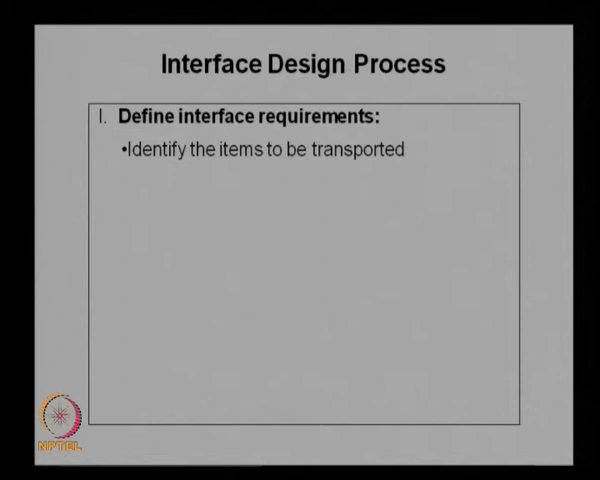 Interface Design Process
I. Define interface requirements:
•Identify the items to be transported
NPTEL